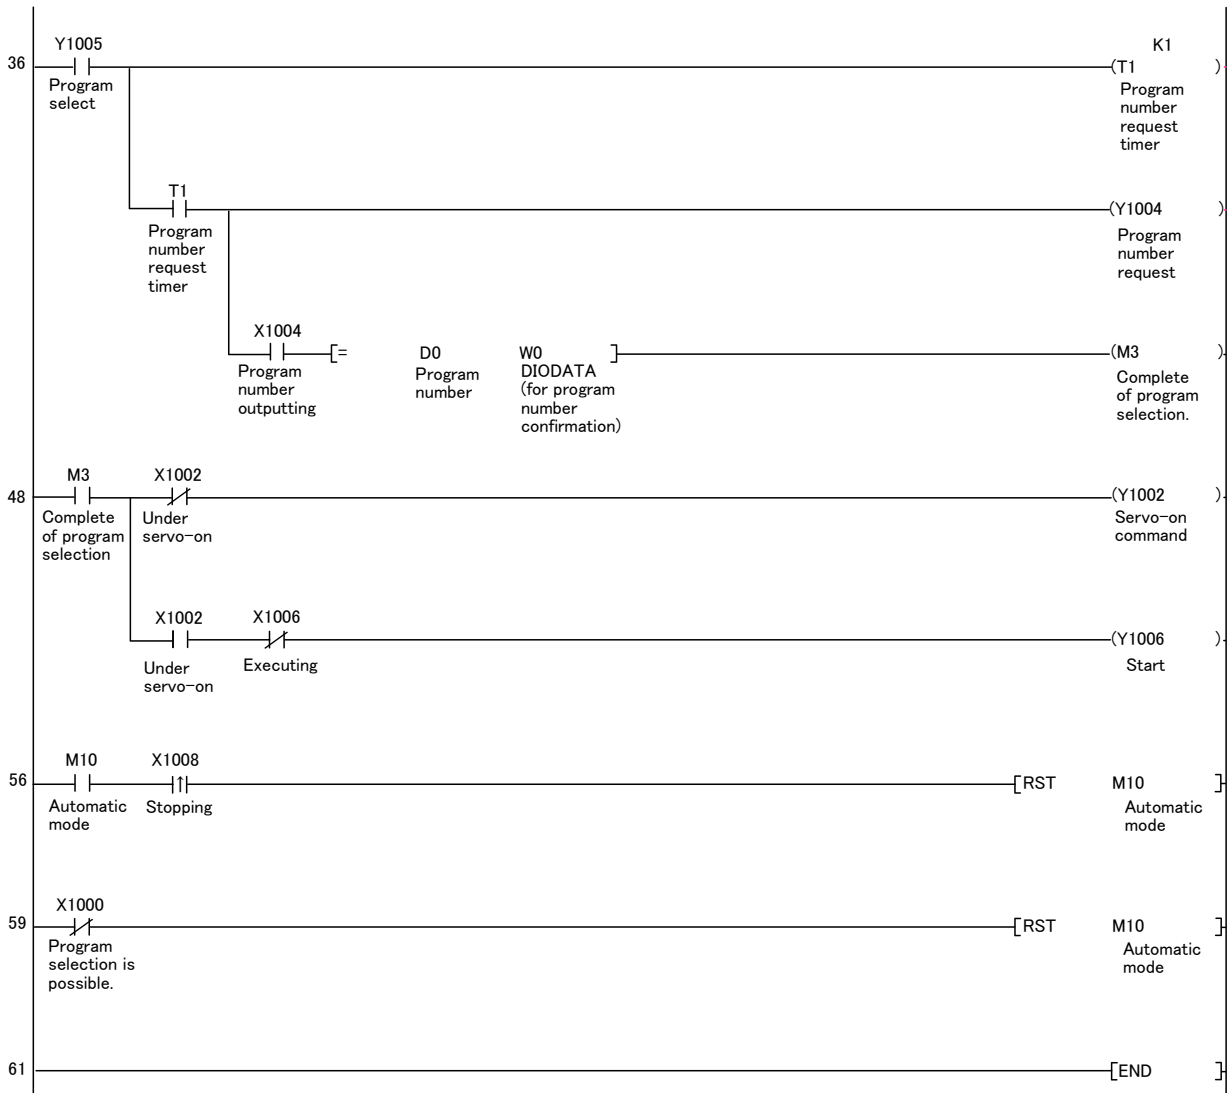 Y1005
K1
36
(T1 )
Program
select
Program
number
request
timer
T1
(Y1004 )
Program
number
request
timer
Program
number
request
X1004
[= D0 W0 ]
(M3 )
Program
number
outputting
Program
number
DIODATA
(for program
number
confirmation)
Complete
of program
selection.
M3 X1002
48
(Y1002 )
Complete
of program
selection
Under
servo-on
Servo-on
command
X1002 X1006
(Y1006 )
Under
servo-on
Executing
Start
M10 X1008
56
[RST M10 ]
Automatic
mode
Stopping
Automatic
mode
X1000
59
[RST M10 ]
Program
selection is
possible.
Automatic
mode
61
[END ]